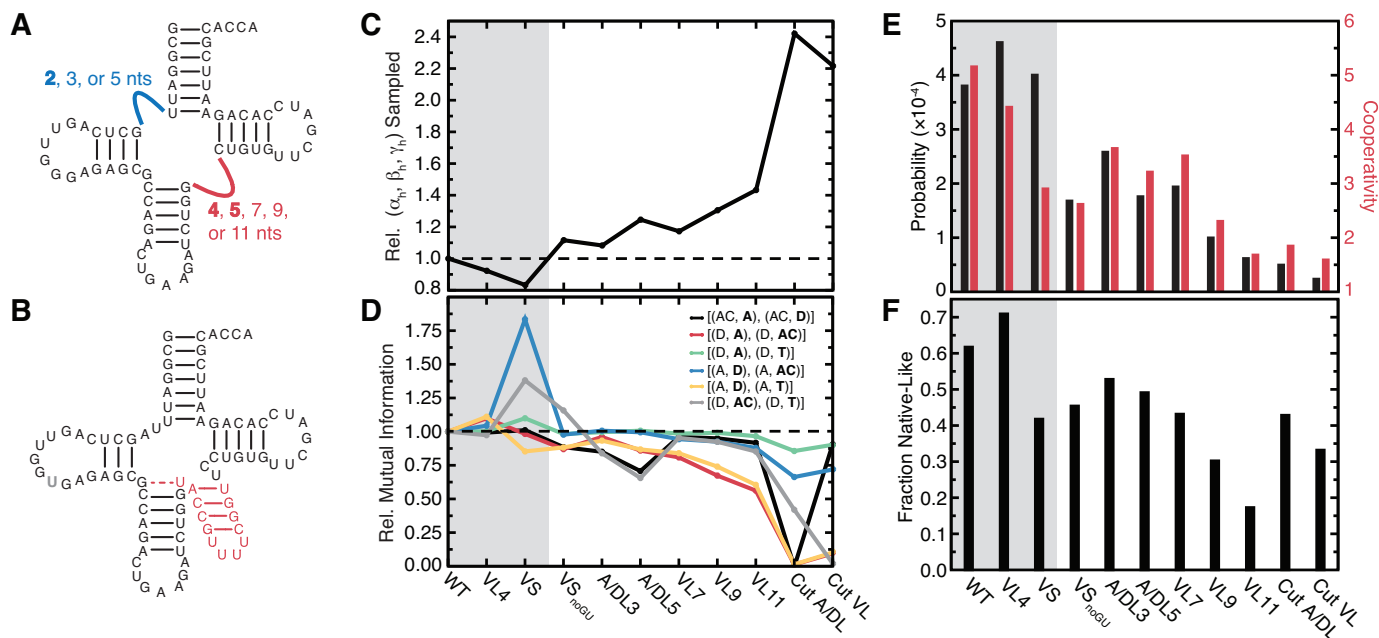 A
CACCA
2, 3, or 5 nts
4, 5, 7, 9,
or 11 nts
B
CACCA
C
Rel. (αh, βh, γh) Sampled
2.4
2.2
2.0
1.8
1.6
1.4
1.2
1.0
0.8
D
Rel. Mutual Information
1.75
1.50
1.25
1.00
0.75
0.50
0.25
0.00
[(AC, A), (AC, D)]
[(D, A), (D, AC)]
[(D, A), (D, T)]
[(A, D), (A, AC)]
[(A, D), (A, T)]
[(D, AC), (D, T)]
WT
VL4
VS
VSnoGU
A/DL3
A/DL5
VL7
VL9
VL11
Cut A/DL
Cut VL
E
Probability (×10-4)
5
4
3
2
1
0
6
5
4
3
2
1
Cooperativity
F
Fraction Native-Like
0.7
0.6
0.5
0.4
0.3
0.2
0.1
0.0
WT
VL4
VS
VSnoGU
A/DL3
A/DL5
VL7
VL9
VL11
Cut A/DL
Cut VL